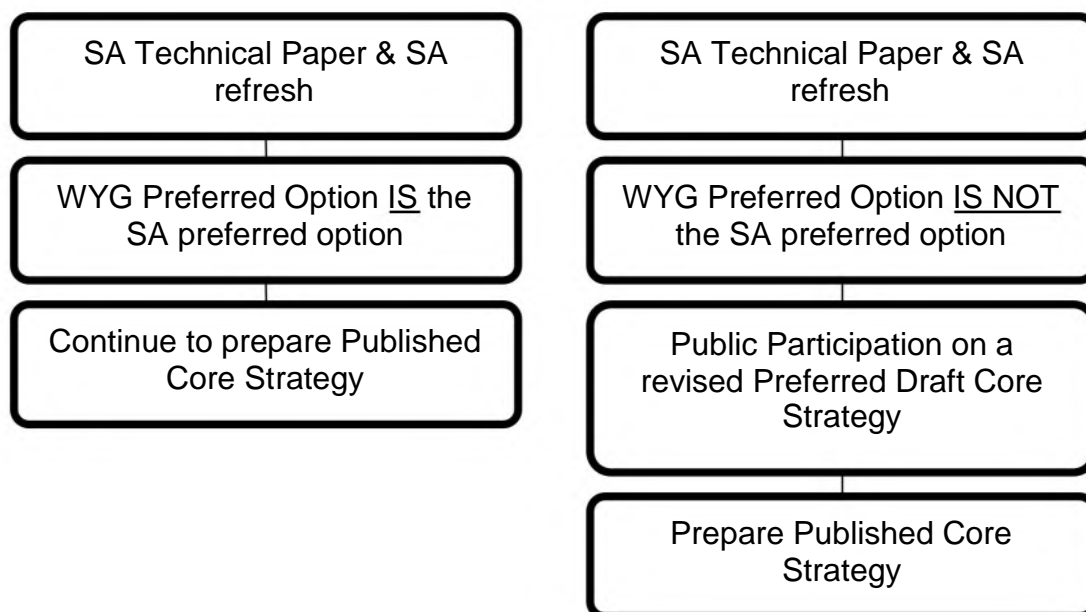 SA Technical Paper & SA
refresh
WYG Preferred Option IS the
SA preferred option
Continue to prepare Published
Core Strategy
SA Technical Paper & SA
refresh
WYG Preferred Option IS NOT
the SA preferred option
Public Participation on a
revised Preferred Draft Core
Strategy
Prepare Published Core
Strategy